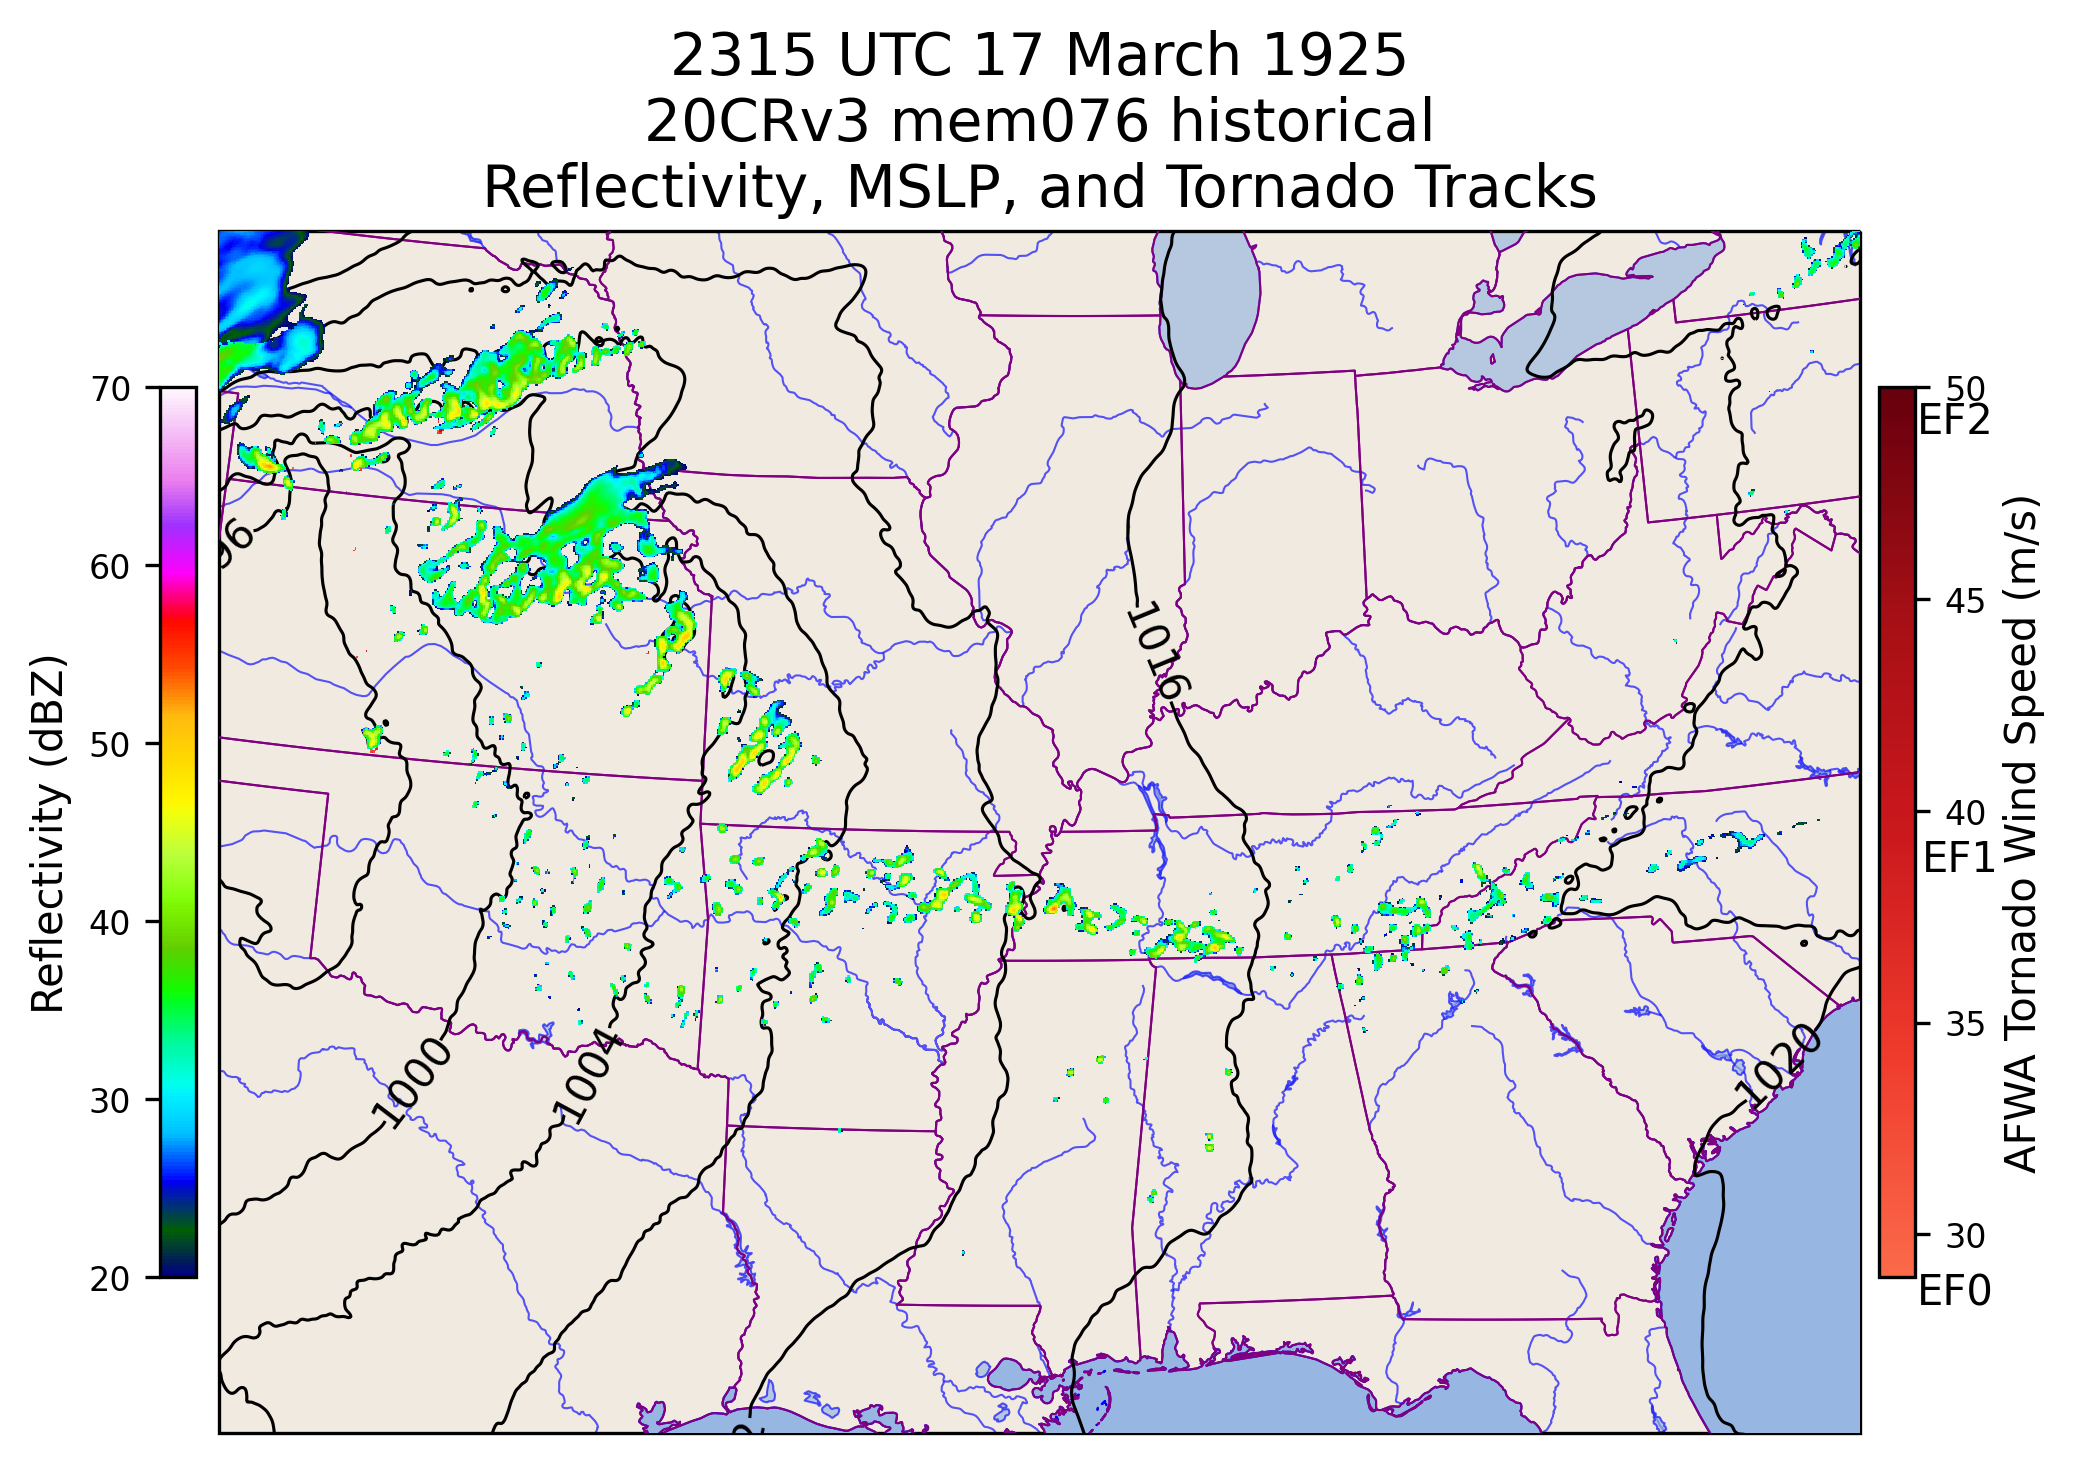 2315 UTC 17 March 1925
20CRv3 mem076 historical
Reflectivity, MSLP, and Tornado Tracks
70
60
50
40
30
20
Reflectivity (dBZ)
96
1016
1000
1004
1020
2
50
EF2
45
40
EF1
35
30
EF0
AFWA Tornado Wind Speed (m/s)